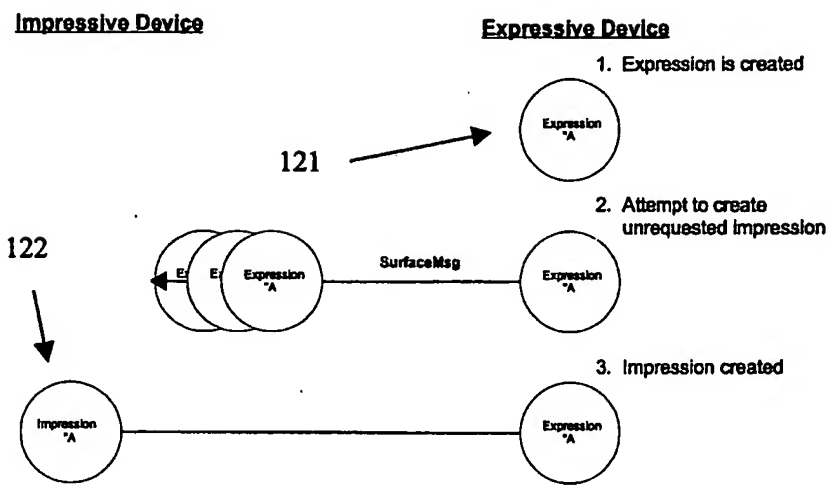 Impressive Device
Expressive Device
1. Expression is created
Expression
"A
121
2. Attempt to create
unrequested impression
122
E
E
Expression
"A
SurfaceMsg
Expression
"A
3. Impression created
Impression
"A
Expression
"A